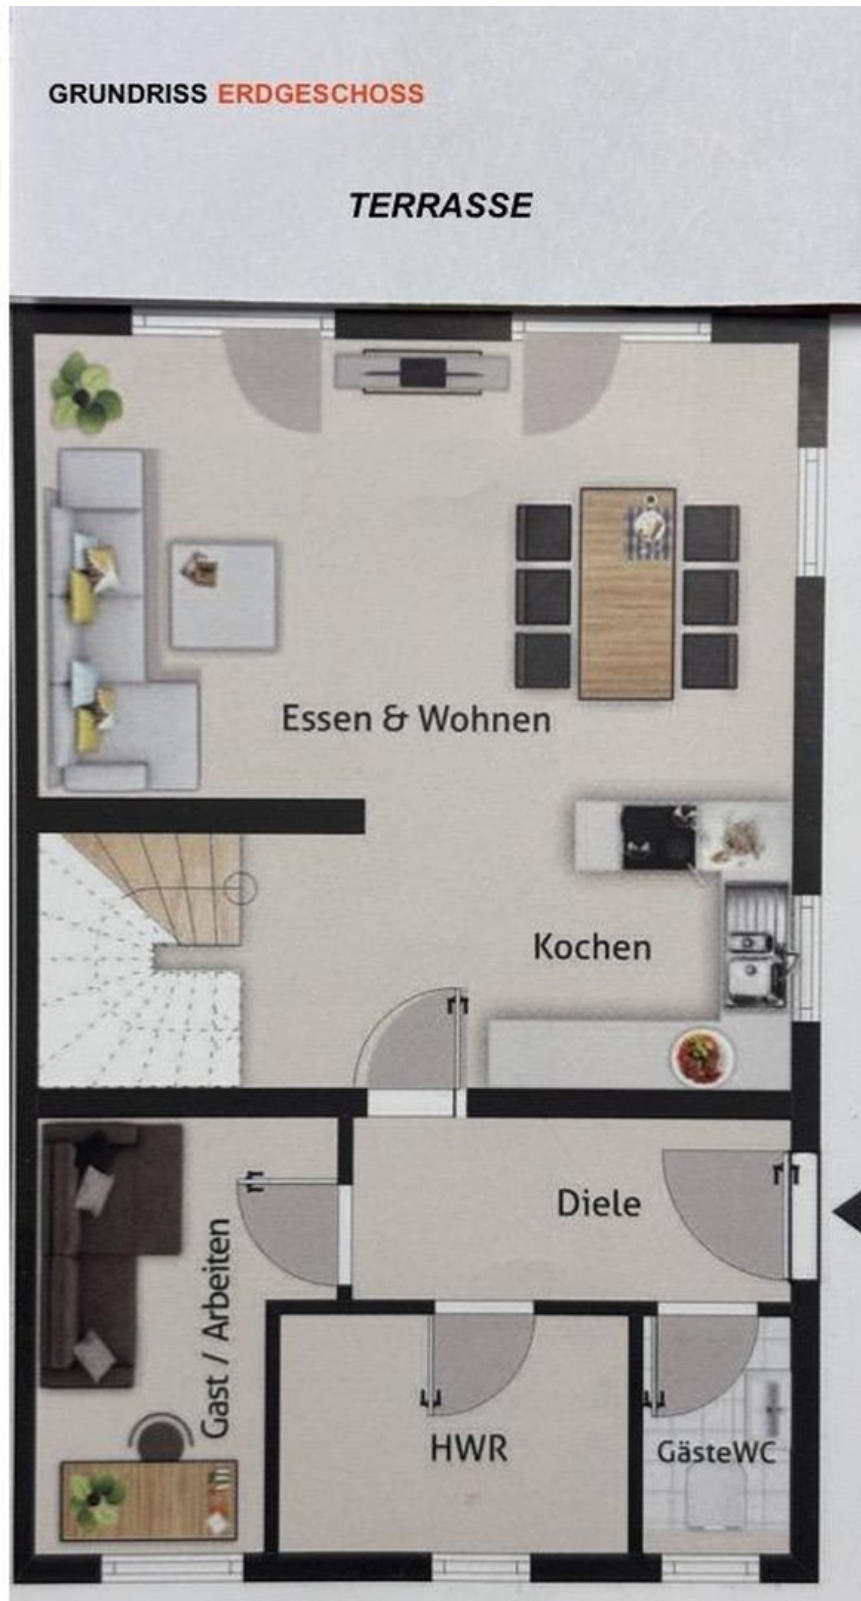 GRUNDRISS ERDGESCHOSS
TERRASSE
Essen & Wohnen
Kochen
Diele
Gast / Arbeiten
HWR
GästeWC